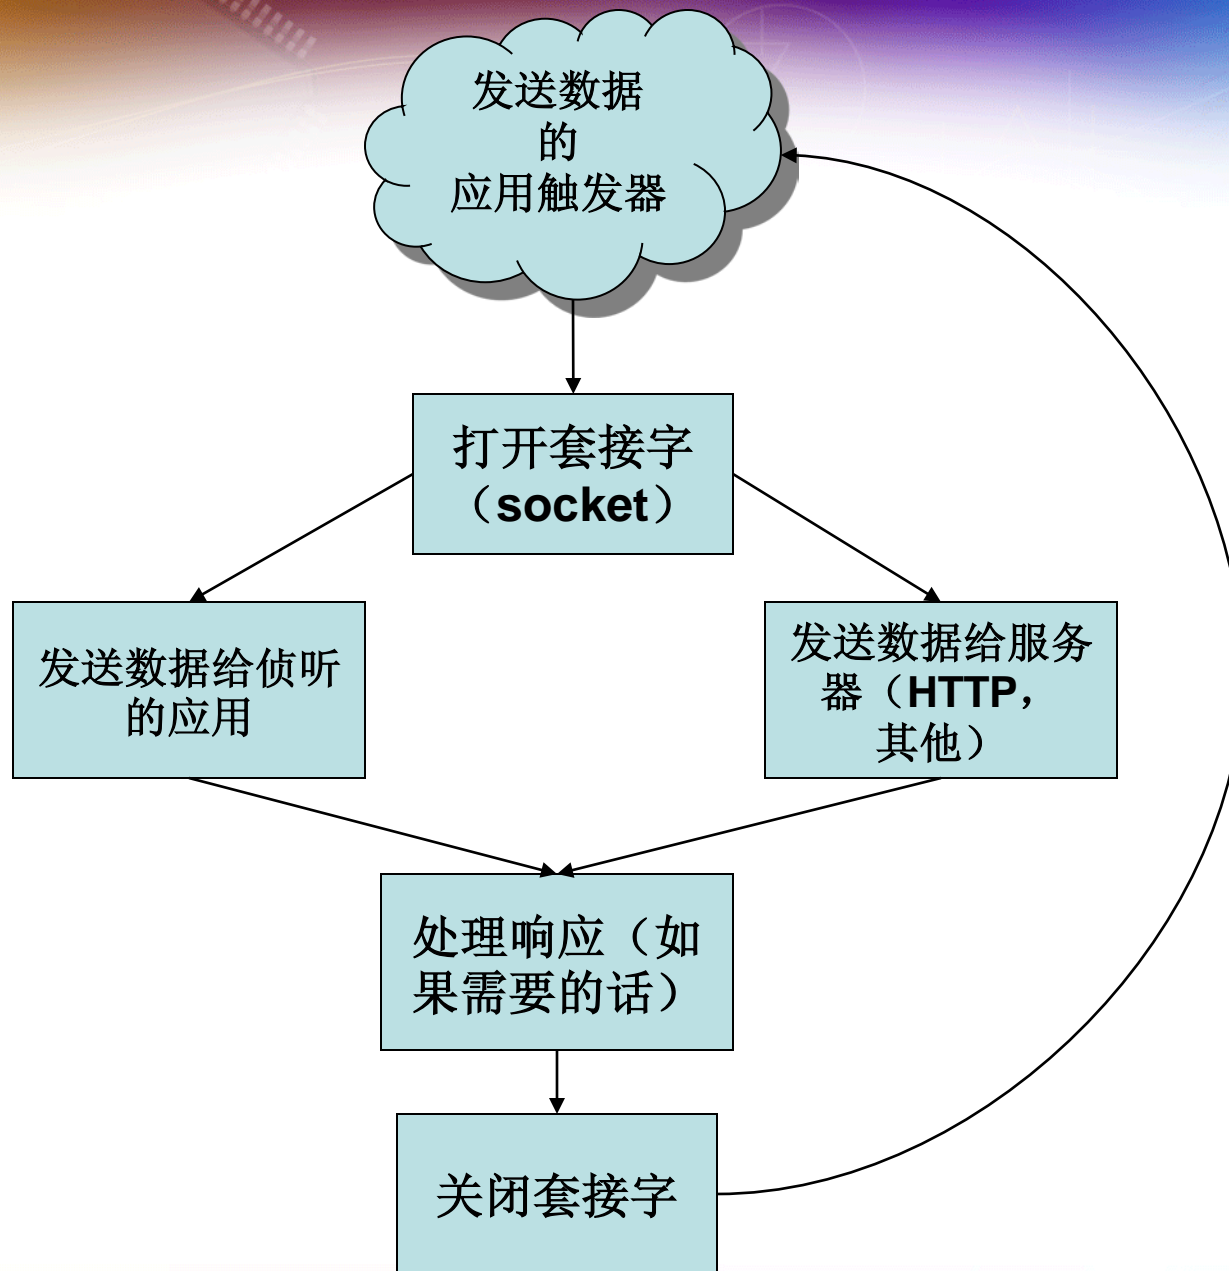 发送数据
的
应用触发器
打开套接字
（socket）
发送数据给侦听
的应用
发送数据给服务
器（HTTP，
其他）
处理响应（如
果需要的话）
关闭套接字